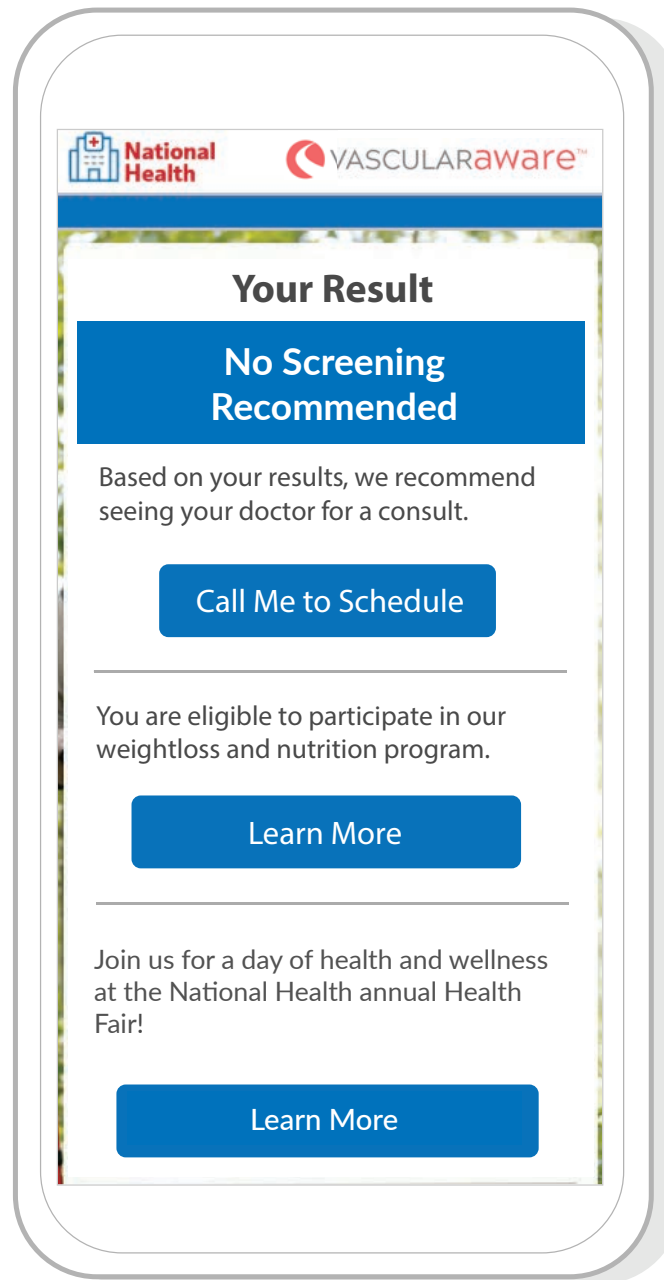 National
Health
VASCULARaware™
Your Result
No Screening
Recommended
Based on your results, we recommend
seeing your doctor for a consult.
Call Me to Schedule
You are eligible to participate in our
weightloss and nutrition program.
Learn More
Join us for a day of health and wellness
at the National Health annual Health
Fair!
Learn More